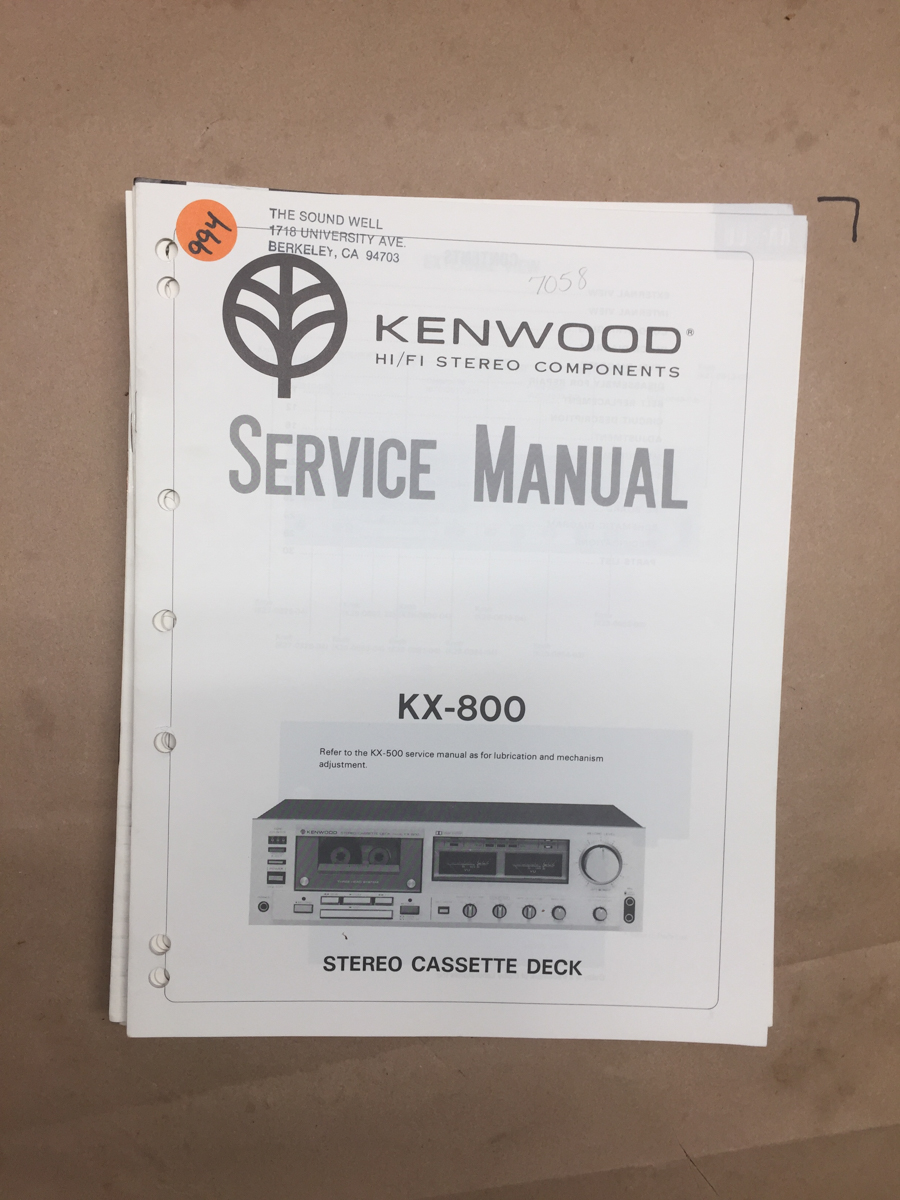 994
THE SOUND WELL
1718 UNIVERSITY AVE.
BERKELEY, CA 94703
7058
KENWOOD®
HI/FI STEREO COMPONENTS
SERVICE MANUAL
KX-800
Refer to the KX-500 service manual as for lubrication and mechanism
adjustment.
KENWOOD
STEREO CASSETTE DECK